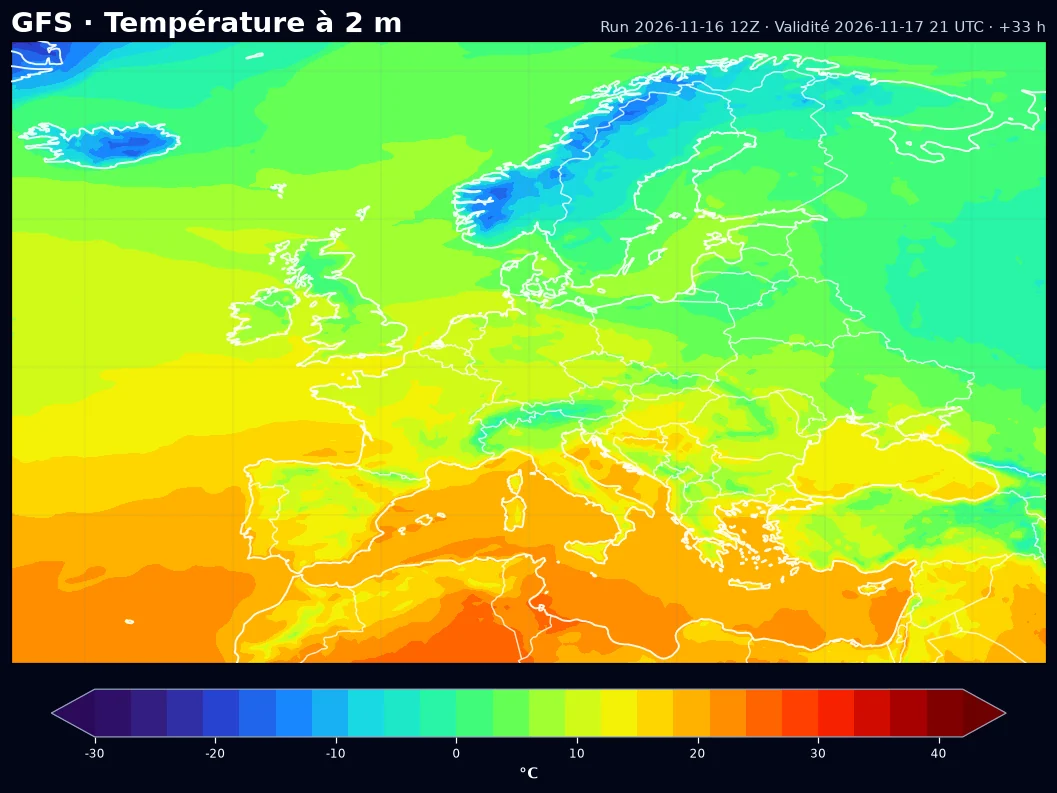 GFS · Température à 2 m
Run 2026-11-16 12Z · Validité 2026-11-17 21 UTC · +33 h
-30 -20 -10 0 10 20 30 40
°C